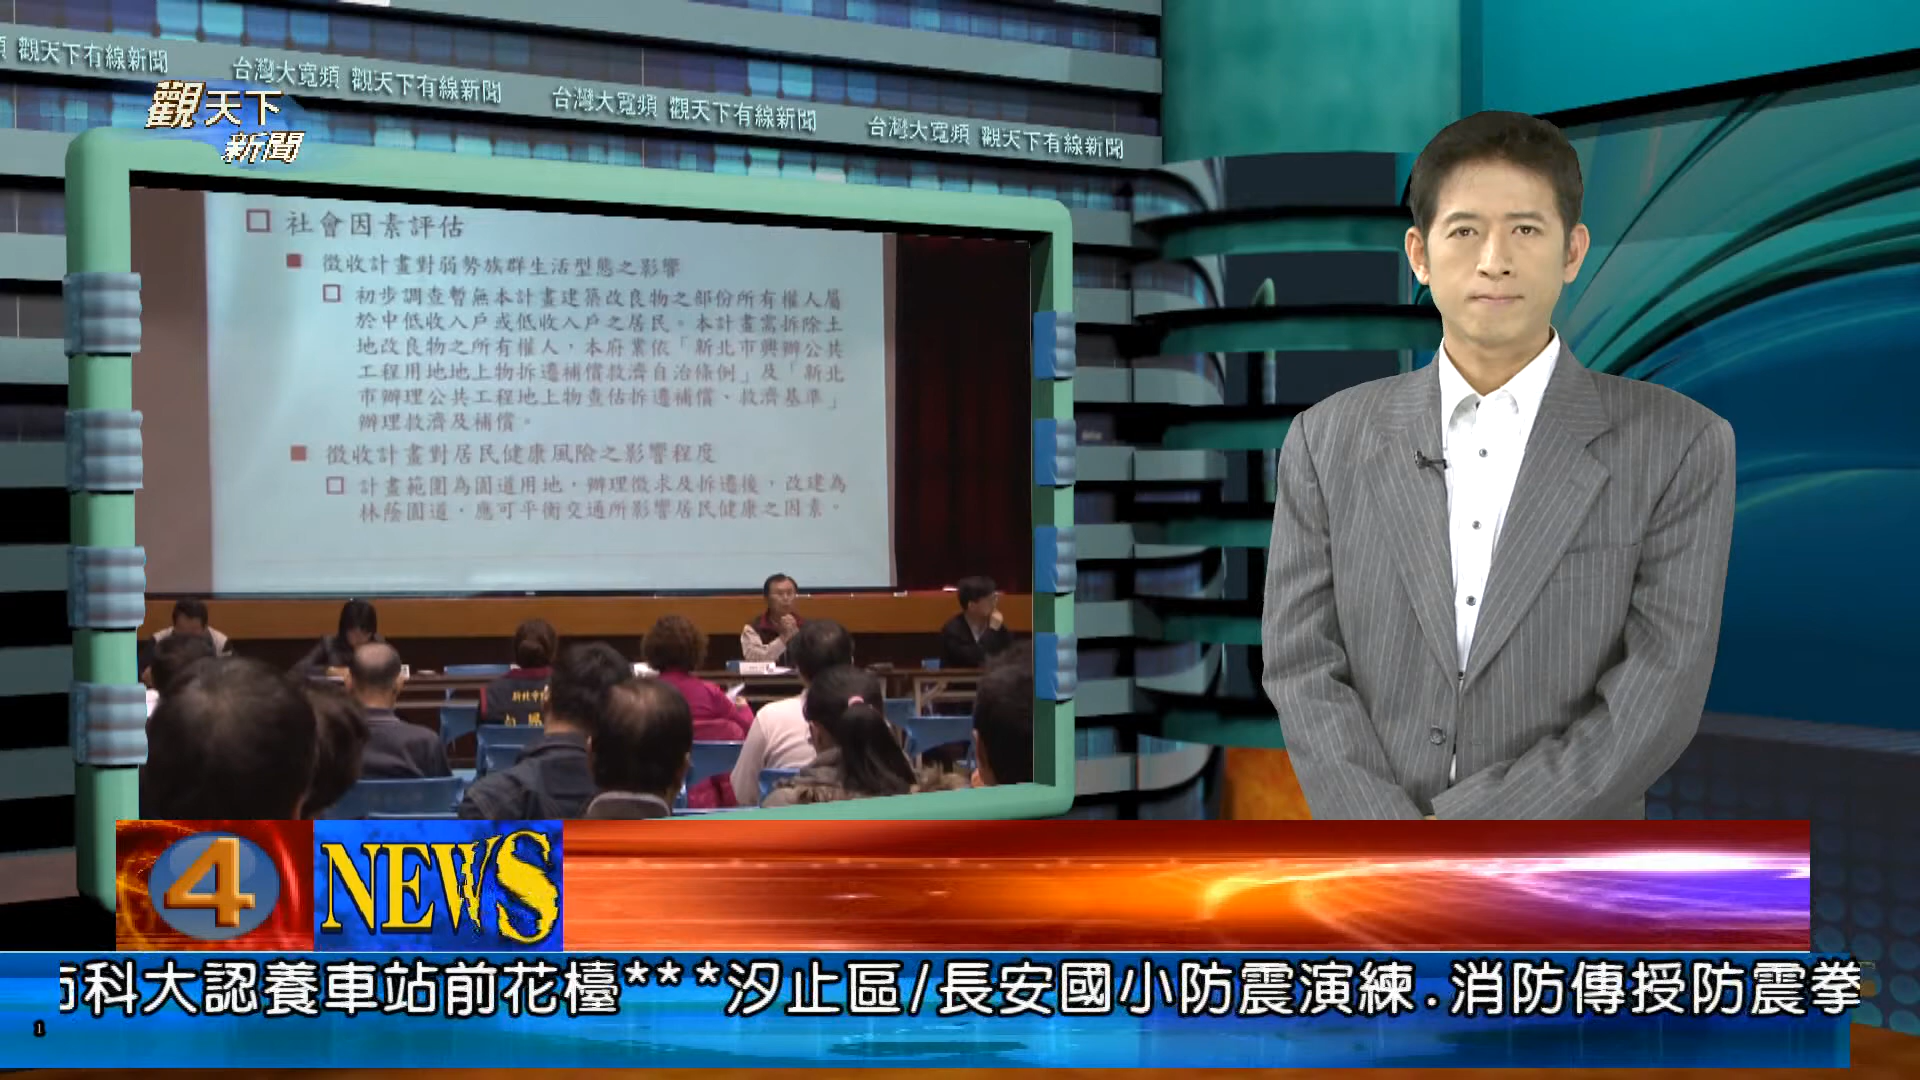 頻 觀天下有線新聞
台灣大寬頻 觀天下有線新聞
台灣大寬頻 觀天下有線新聞
台灣大寬頻 觀天下有線新聞
觀天下
新聞
社會因素評估
徵收計畫對弱勢族群生活型態之影響
初步調查暫無本計畫建築改良物之部份所有權人屬
於中低收入戶或低收入戶之居民。本計畫需拆除土
地改良物之所有權人，本府業依「新北市興辦公共
工程用地地上物拆遷補償救濟自治條例」及「新北
市辦理公共工程地上物查估拆遷補償、救濟基準」
辦理救濟及補償。
徵收計畫對居民健康風險之影響程度
計畫範圍為園道用地，辦理徵求及拆遷後，改建為
林蔭園道，應可平衡交通所影響居民健康之因素。
4 NEWS
科大認養車站前花檯***汐止區/長安國小防震演練.消防傳授防震拳
1